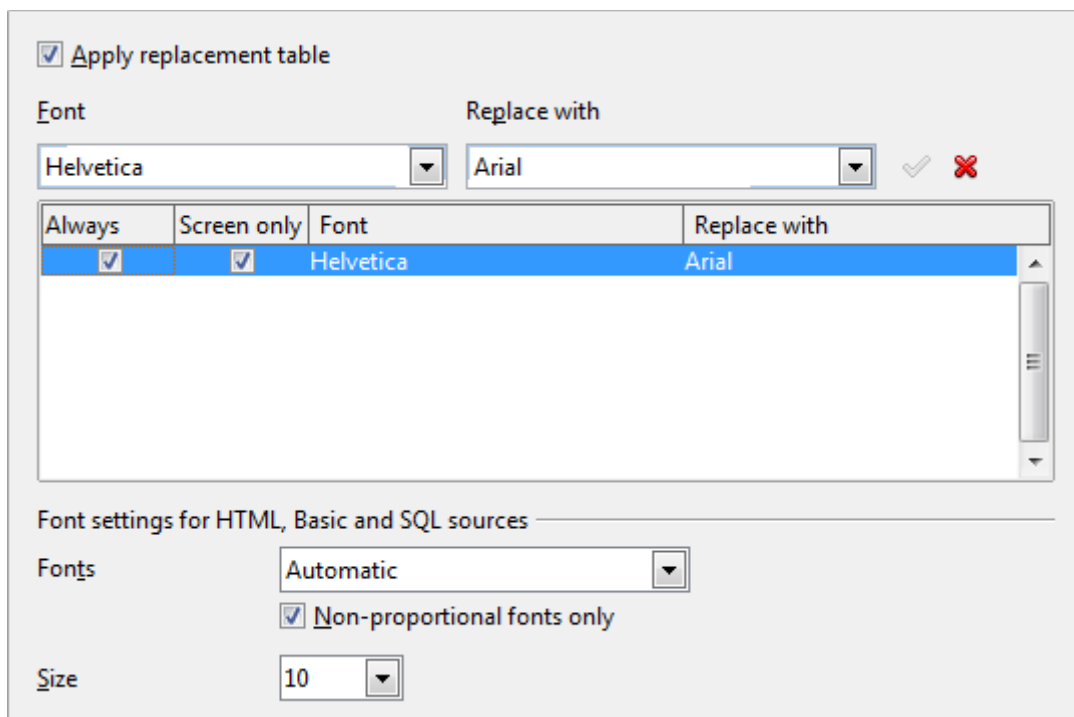 Apply replacement table
Font Replace with
Helvetica Arial
Always Screen only Font Replace with
Helvetica Arial
Font settings for HTML, Basic and SQL sources
Fonts Automatic
Non-proportional fonts only
Size 10